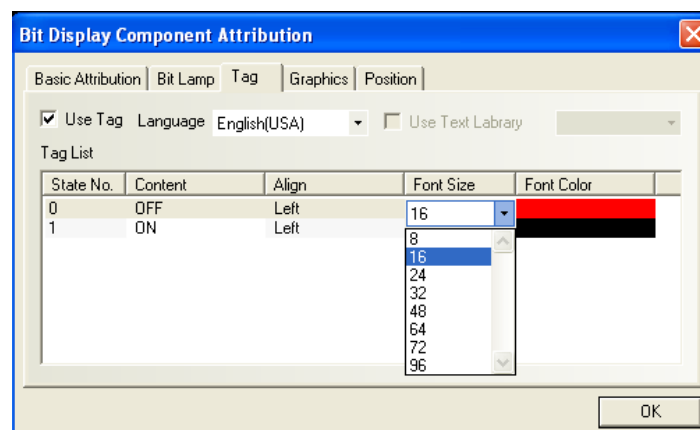 Bit Display Component Attribution
Basic Attribution Bit Lamp Tag Graphics Position
Use Tag Language English(USA) Use Text Labrary
Tag List
State No. Content Align Font Size Font Color
0 OFF Left 16
1 ON Left
8
16
24
32
48
64
72
96
OK